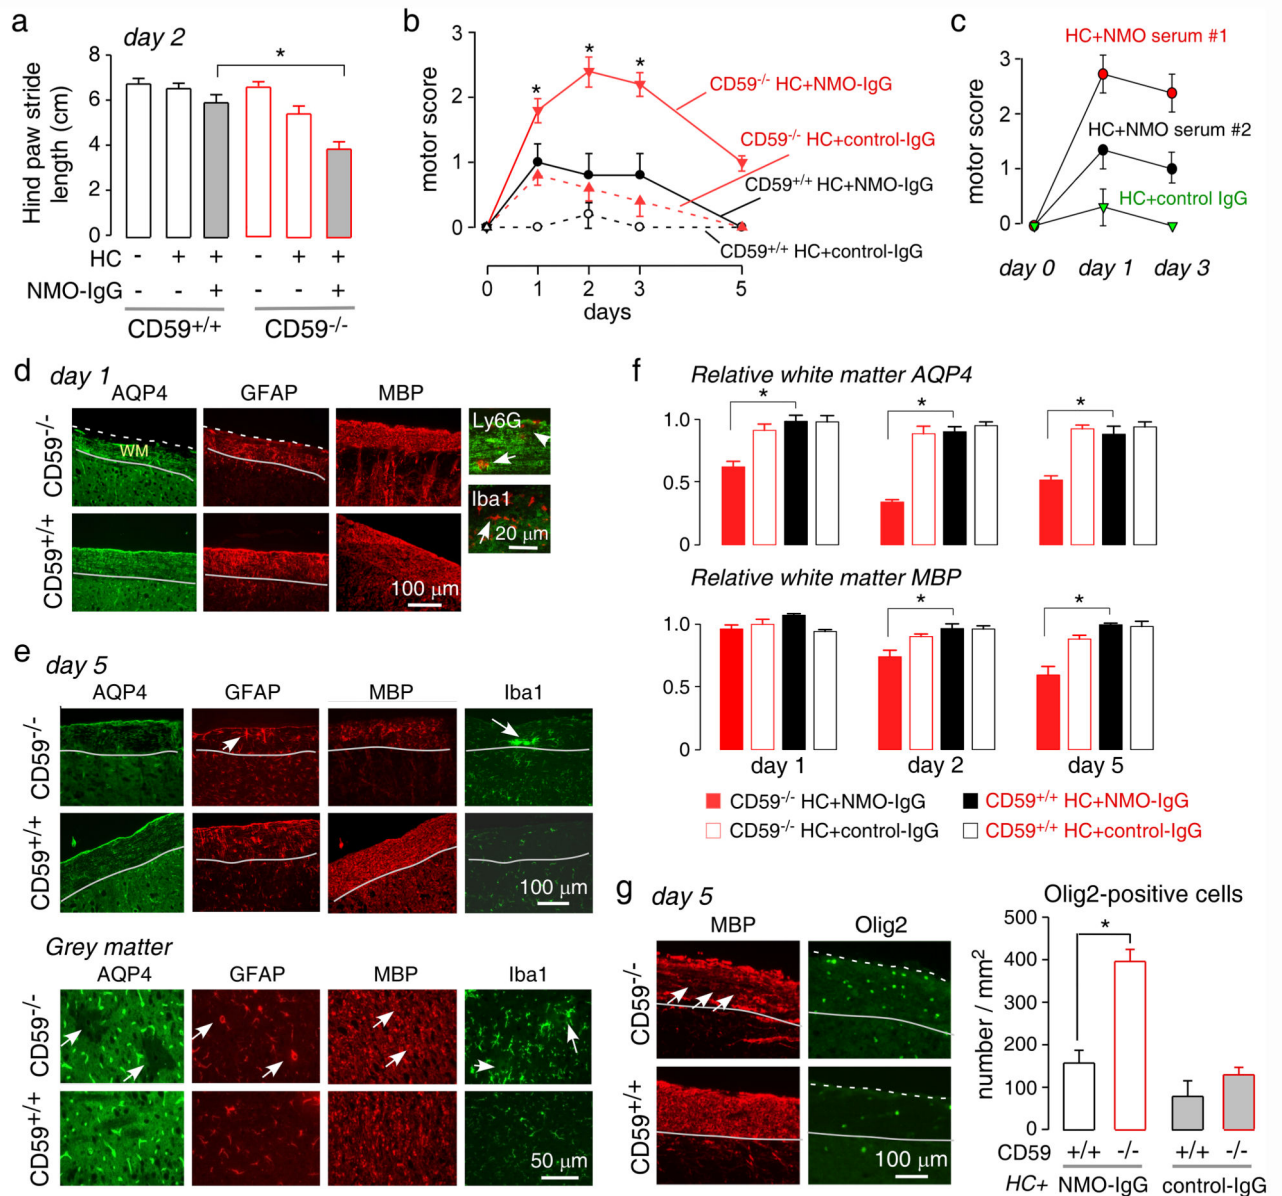 a
day 2
*
Hind paw stride
length (cm)
8
6
4
2
0
HC - + + - + +
NMO-IgG - - + - - +
CD59+/+ CD59-/-
b
motor score
3
2
1
0
* * *
CD59-/- HC+NMO-IgG
CD59-/- HC+control-IgG
CD59+/+ HC+NMO-IgG
CD59+/+ HC+control-IgG
0 1 2 3 5
days
c
HC+NMO serum #1
motor score
3
2
1
0
HC+NMO serum #2
HC+control IgG
day 0 day 1 day 3
d day 1
AQP4 GFAP MBP
CD59-/-
WM
Ly6G
Iba1
20 µm
CD59+/+
100 µm
e day 5
AQP4 GFAP MBP Iba1
CD59-/-
CD59+/+
100 µm
Grey matter
AQP4 GFAP MBP Iba1
CD59-/-
CD59+/+
50 µm
f
Relative white matter AQP4
* * *
1.0
0.5
0
Relative white matter MBP
* *
1.0
0.5
0
day 1 day 2 day 5
CD59-/- HC+NMO-IgG CD59+/+ HC+NMO-IgG
CD59-/- HC+control-IgG CD59+/+ HC+control-IgG
g day 5
MBP Olig2
CD59-/-
CD59+/+
100 µm
Olig2-positive cells
number / mm2
500
400
300
200
100
0
*
CD59 +/+ -/- +/+ -/-
HC+ NMO-IgG control-IgG